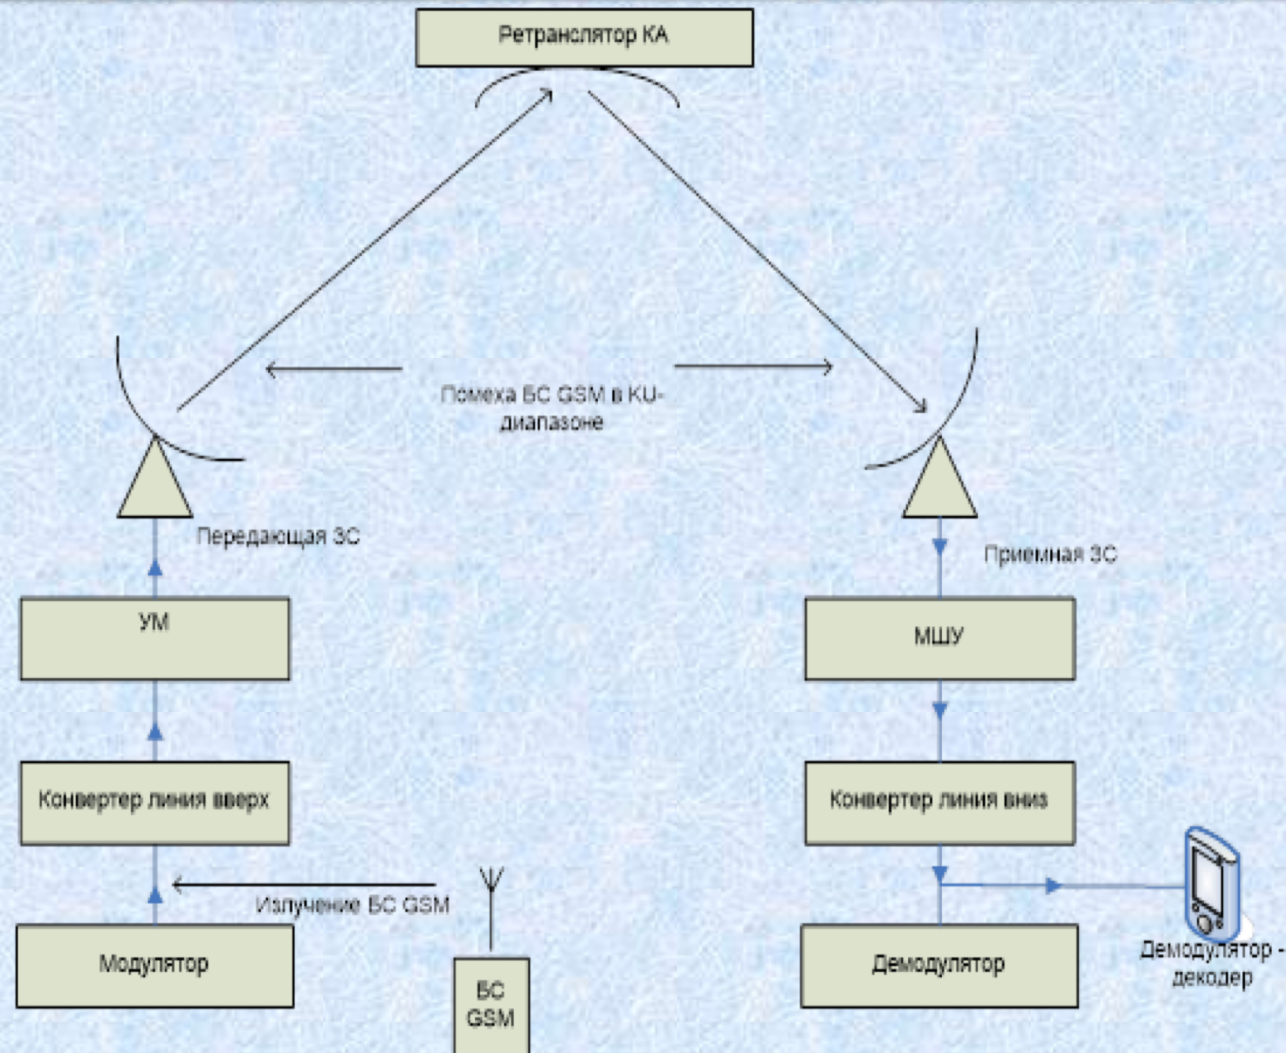 Ретранслятор КА
Помеха БС GSM в KU-
диапазоне
Передающая ЗС
Приемная ЗС
УМ
МШУ
Конвертер линия вверх
Конвертер линия вниз
Излучение БС GSM
Модулятор
БС
GSM
Демодулятор
Демодулятор -
декодер